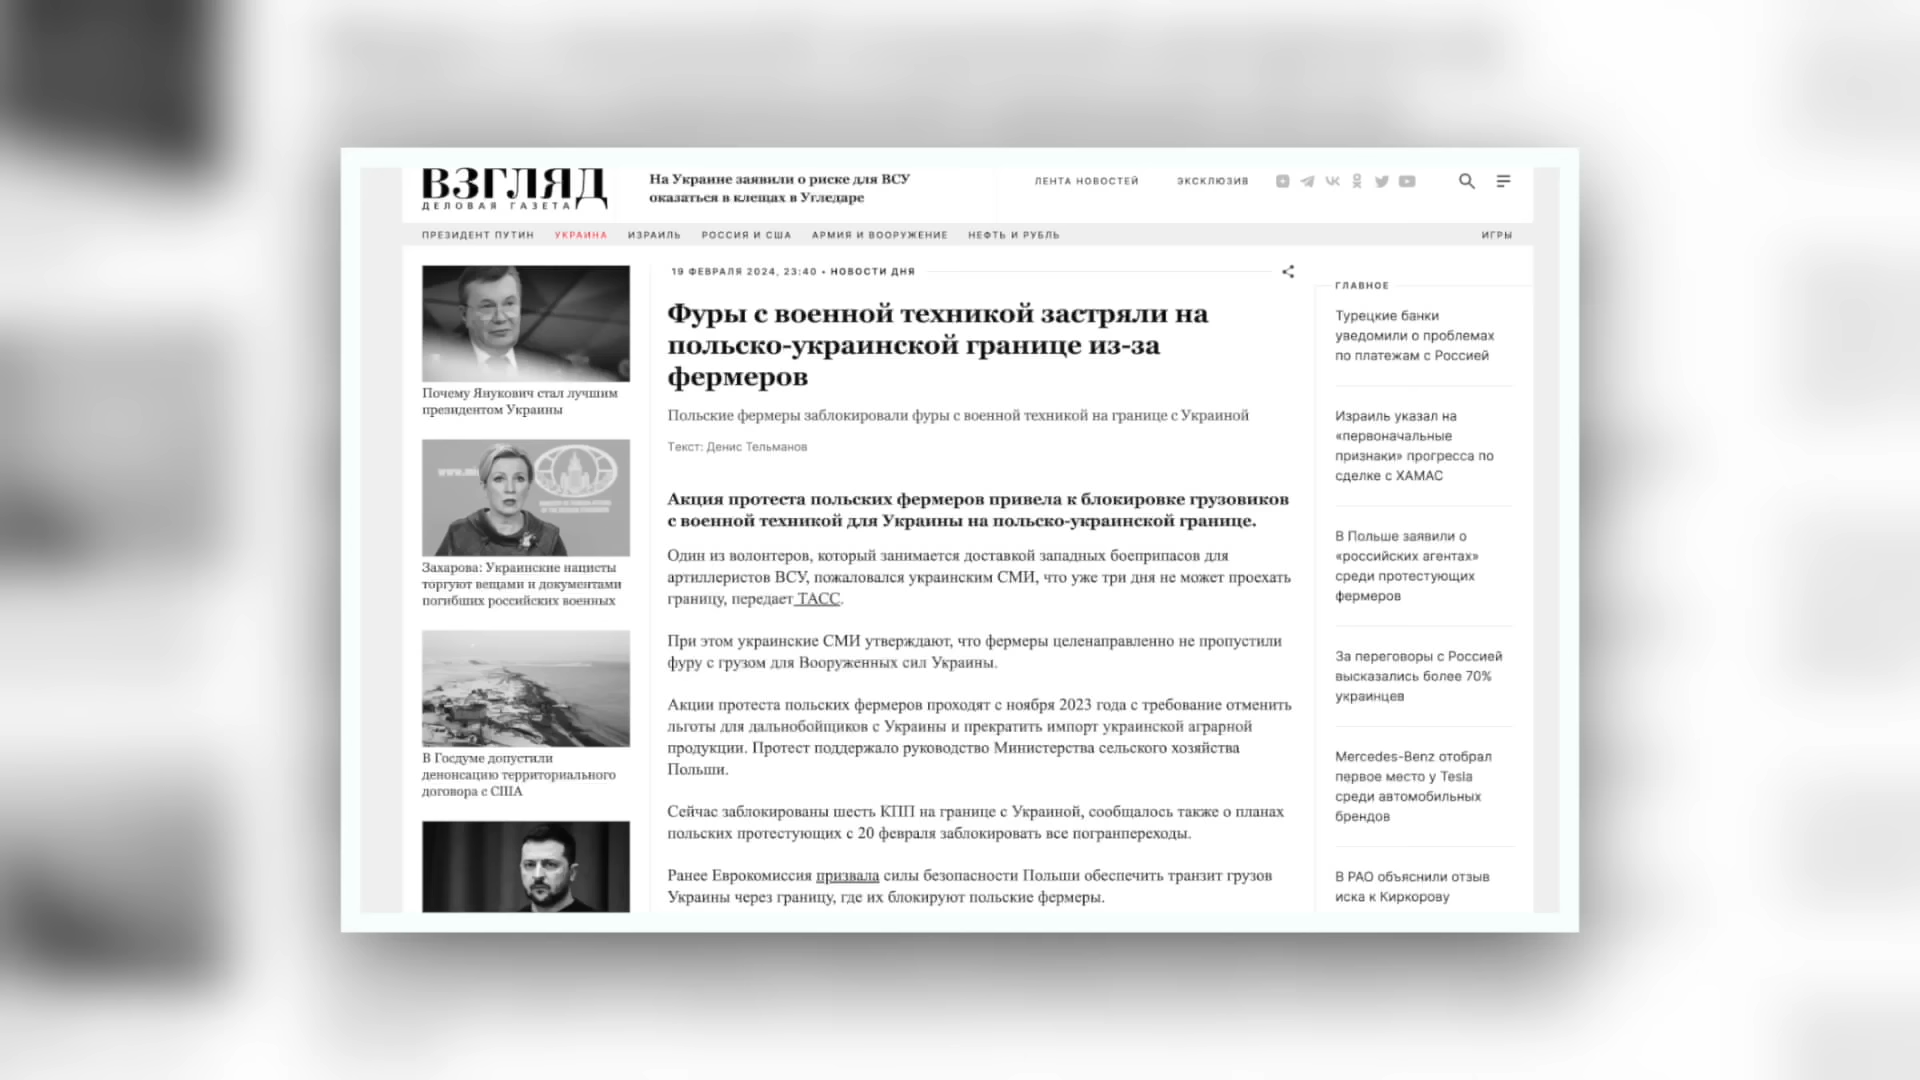 ВЗГЛЯД
ДЕЛОВАЯ ГАЗЕТА
На Украине заявили о риске для ВСУ
оказаться в клещах в Угледаре
ЛЕНТА НОВОСТЕЙ
ЭКСКЛЮЗИВ
ПРЕЗИДЕНТ ПУТИН
УКРАИНА
ИЗРАИЛЬ
РОССИЯ И США
АРМИЯ И ВООРУЖЕНИЕ
НЕФТЬ И РУБЛЬ
ИГРЫ
Почему Янукович стал лучшим
президентом Украины
www.mi
Захарова: Украинские нацисты
торгуют вещами и документами
погибших российских военных
В Госдуме допустили
денонсацию территориального
договора с США
19 ФЕВРАЛЯ 2024, 23:40 • НОВОСТИ ДНЯ
Фуры с военной техникой застряли на
польско-украинской границе из-за
фермеров
Польские фермеры заблокировали фуры с военной техникой на границе с Украиной
Текст: Денис Тельманов
Акция протеста польских фермеров привела к блокировке грузовиков
с военной техникой для Украины на польско-украинской границе.
Один из волонтеров, который занимается доставкой западных боеприпасов для
артиллеристов ВСУ, пожаловался украинским СМИ, что уже три дня не может проехать
границу, передает ТАСС.
При этом украинские СМИ утверждают, что фермеры целенаправленно не пропустили
фуру с грузом для Вооруженных сил Украины.
Акции протеста польских фермеров проходят с ноября 2023 года с требование отменить
льготы для дальнобойщиков с Украины и прекратить импорт украинской аграрной
продукции. Протест поддержало руководство Министерства сельского хозяйства
Польши.
Сейчас заблокированы шесть КПП на границе с Украиной, сообщалось также о планах
польских протестующих с 20 февраля заблокировать все погранпереходы.
Ранее Еврокомиссия призвала силы безопасности Польши обеспечить транзит грузов
Украины через границу, где их блокируют польские фермеры.
ГЛАВНОЕ
Турецкие банки
уведомили о проблемах
по платежам с Россией
Израиль указал на
«первоначальные
признаки» прогресса по
сделке с ХАМАС
В Польше заявили о
«российских агентах»
среди протестующих
фермеров
За переговоры с Россией
высказались более 70%
украинцев
Mercedes-Benz отобрал
первое место у Tesla
среди автомобильных
брендов
В РАО объяснили отзыв
иска к Киркорову